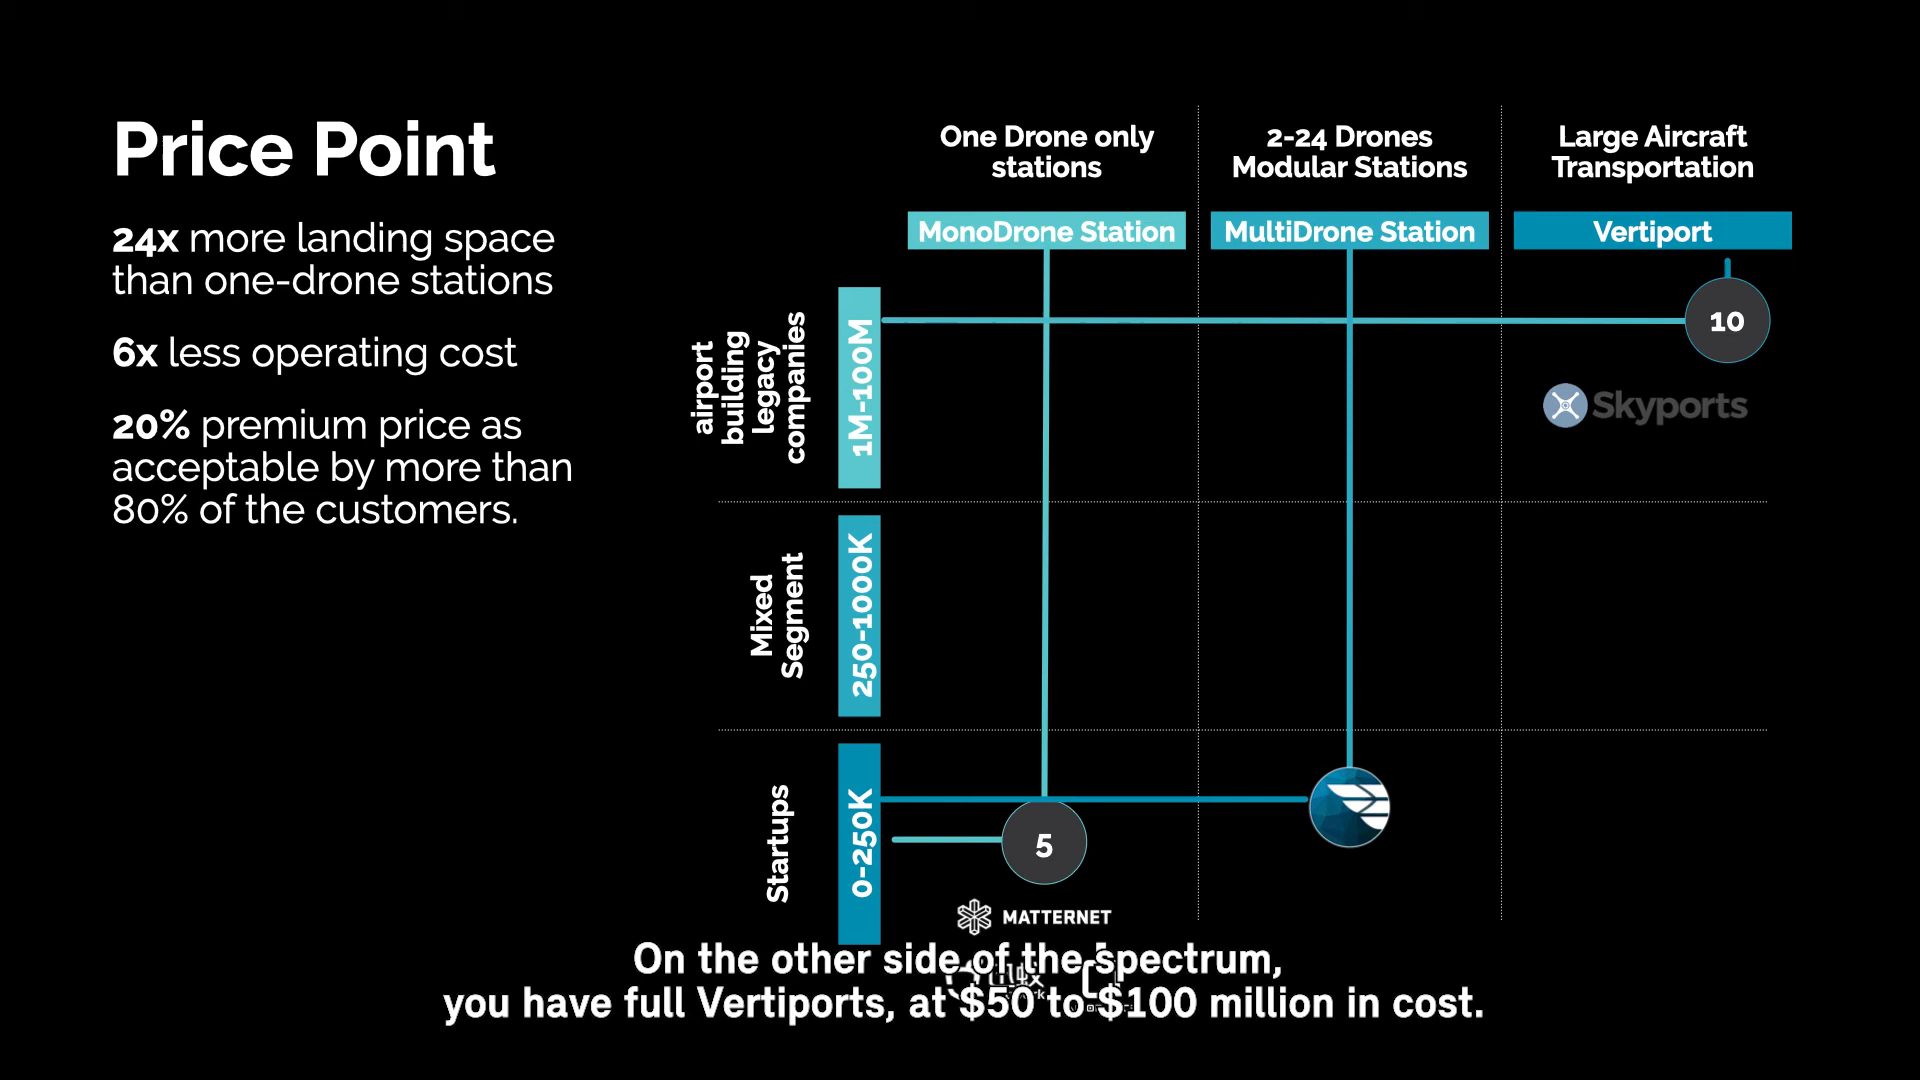 Price Point
24x more landing space
than one-drone stations
6x less operating cost
20% premium price as
acceptable by more than
80% of the customers.
One Drone only
stations
2-24 Drones
Modular Stations
Large Aircraft
Transportation
MonoDrone Station
MultiDrone Station
Vertiport
airport
building
legacy
companies
1M-100M
10
Skyports
Mixed
Segment
250-1000K
Startups
0-250K
5
MATTERNET
On the other side of the spectrum,
you have full Vertiports, at $50 to $100 million in cost.